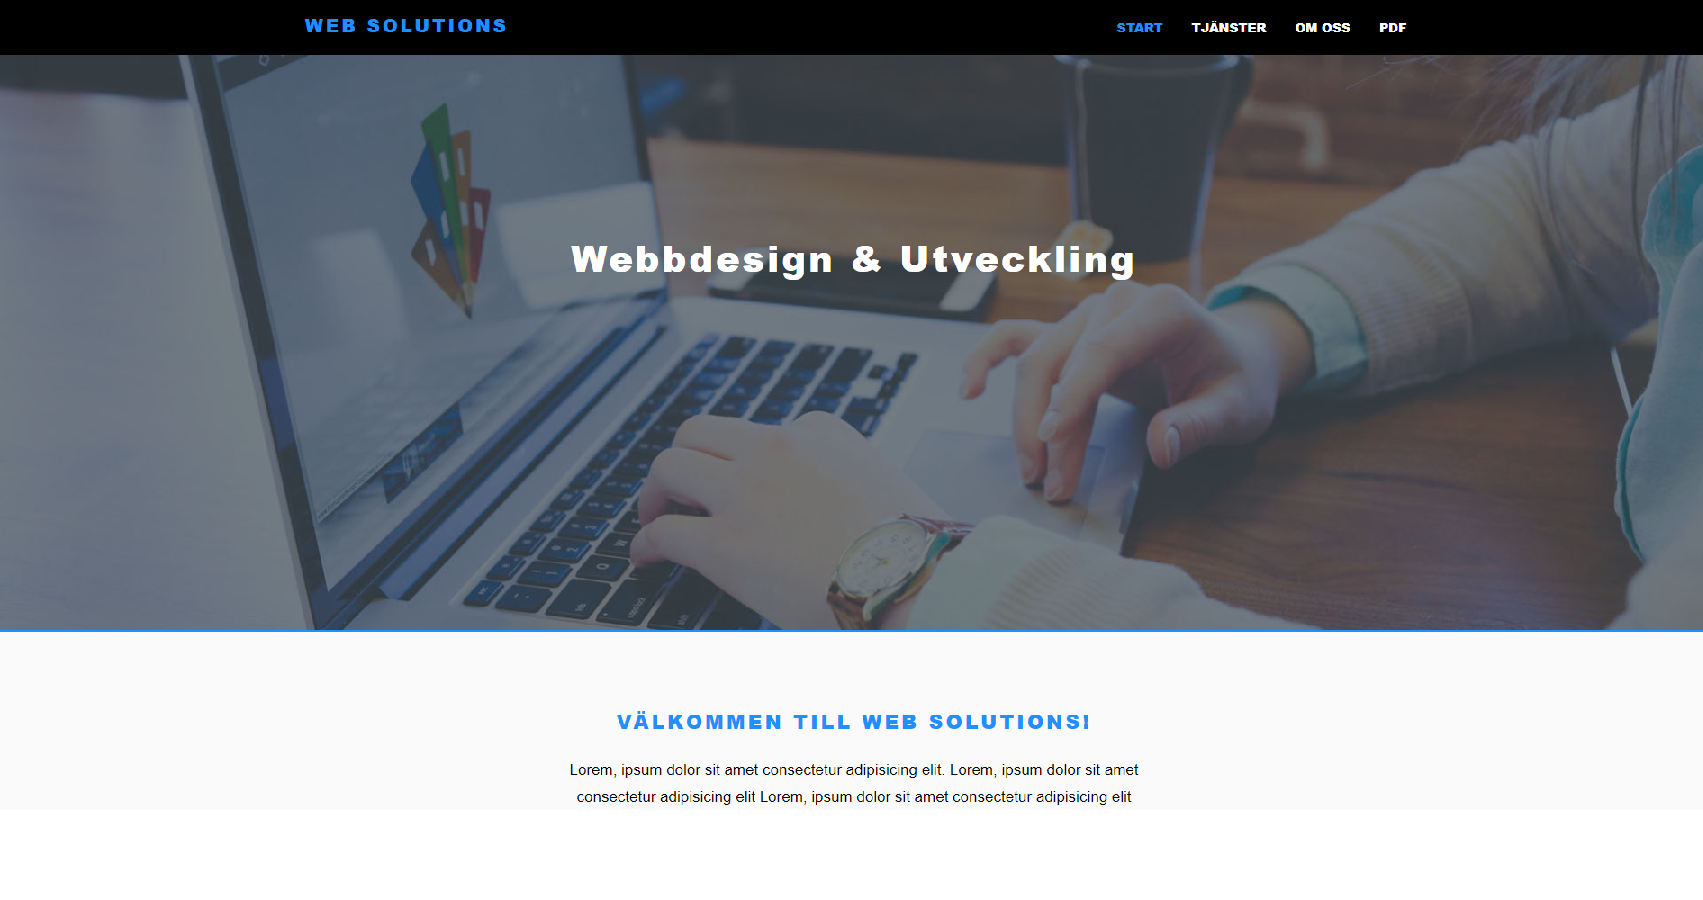 WEB SOLUTIONS
START TJÄNSTER OM OSS PDF
Webbdesign & Utveckling
VÄLKOMMEN TILL WEB SOLUTIONS!
Lorem, ipsum dolor sit amet consectetur adipisicing elit. Lorem, ipsum dolor sit amet
consectetur adipisicing elit Lorem, ipsum dolor sit amet consectetur adipisicing elit